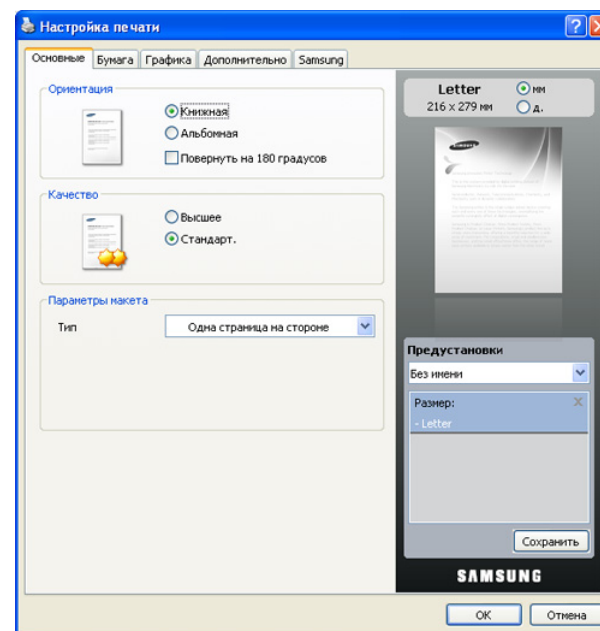 Настройка печати
Основные Бумага Графика Дополнительно Samsung
Ориентация
Книжная
Альбомная
Повернуть на 180 градусов
Качество
Высшее
Стандарт.
Параметры макета
Тип Одна страница на стороне
Letter
216 x 279 мм
мм
д.
SAMSUNG
Предустановки
Без имени
Размер:
- Letter
Сохранить
SAMSUNG
OK Отмена